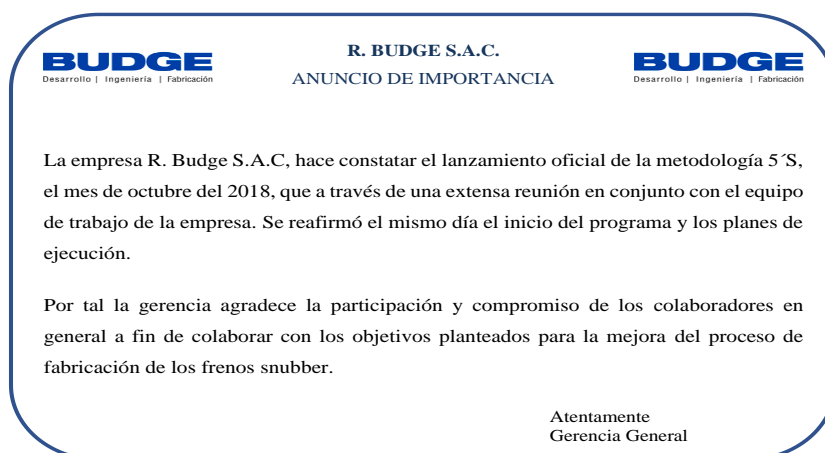 BUDGE
Desarrollo | Ingeniería | Fabricación
R. BUDGE S.A.C.
ANUNCIO DE IMPORTANCIA
BUDGE
Desarrollo | Ingeniería | Fabricación
La empresa R. Budge S.A.C, hace constatar el lanzamiento oficial de la metodología 5´S,
el mes de octubre del 2018, que a través de una extensa reunión en conjunto con el equipo
de trabajo de la empresa. Se reafirmó el mismo día el inicio del programa y los planes de
ejecución.
Por tal la gerencia agradece la participación y compromiso de los colaboradores en
general a fin de colaborar con los objetivos planteados para la mejora del proceso de
fabricación de los frenos snubber.
Atentamente
Gerencia General